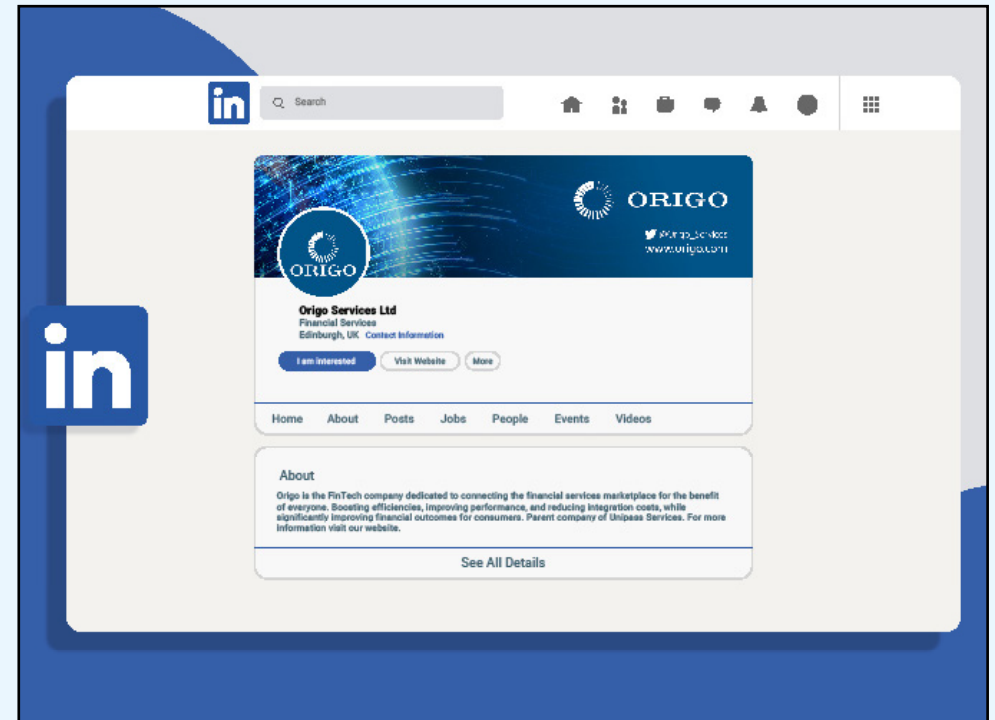 in
Search
ORIGO
@Origo_Services
www.origo.com
ORIGO
Origo Services Ltd
Financial Services
Edinburgh, UK Contact Information
I am interested Visit Website More
in
Home About Posts Jobs People Events Videos
About
Origo is the FinTech company dedicated to connecting the financial services marketplace for the benefit
of everyone. Boosting efficiencies, improving performance, and reducing integration costs, while
significantly improving financial outcomes for consumers. Parent company of Unipass Services. For more
information visit our website.
See All Details